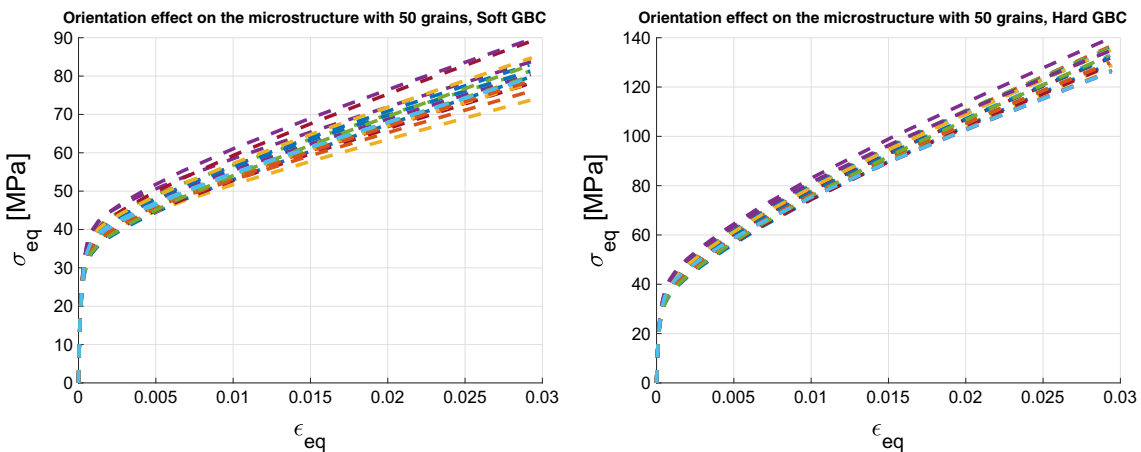 Orientation effect on the microstructure with 50 grains, Soft GBC
90
80
70
60
50
40
30
20
10
0
σeq [MPa]
0 0.005 0.01 0.015 0.02 0.025 0.03
ϵeq
Orientation effect on the microstructure with 50 grains, Hard GBC
140
120
100
80
60
40
20
0
σeq [MPa]
0 0.005 0.01 0.015 0.02 0.025 0.03
ϵeq